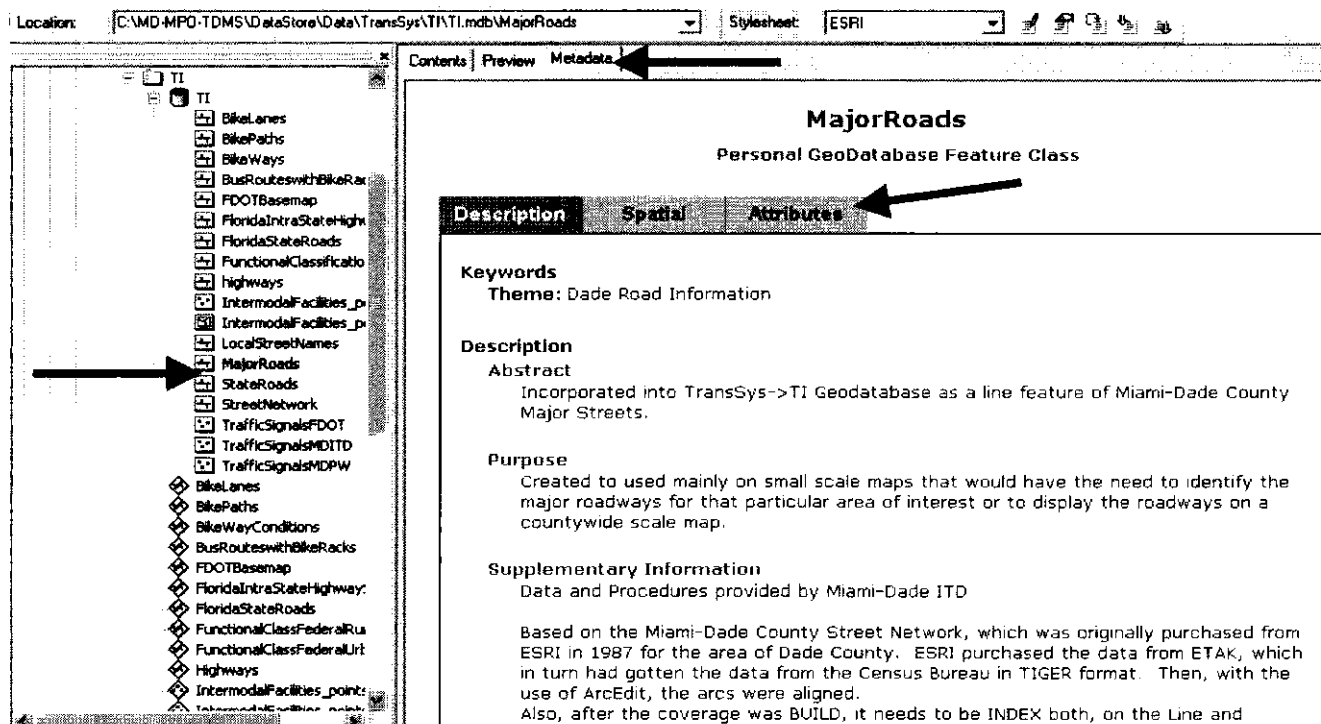 Location: C:\MD-MPO-TDMS\DataStore\Data\TransSys\TI\TI.mdb\MajorRoads Stylesheet: ESRI
Contents Preview Metadata
TI
TI
BikeLanes
BikePaths
BikeWays
BusRouteswithBikeRac
FDOTBasemap
FloridaIntraStateHighw
FloridaStateRoads
FunctionalClassificatio
highways
IntermodalFacilities_po
IntermodalFacilities_po
LocalStreetNames
MajorRoads
StateRoads
StreetNetwork
TrafficSignalsFDOT
TrafficSignalsMDITD
TrafficSignalsMDPW
BikeLanes
BikePaths
BikeWayConditions
BusRouteswithBikeRacks
FDOTBasemap
FloridaIntraStateHighway:
FloridaStateRoads
FunctionalClassFederalRu
FunctionalClassFederalUrt
Highways
IntermodalFacilities_points
MajorRoads
Personal GeoDatabase Feature Class
Description Spatial Attributes
Keywords
Theme: Dade Road Information
Description
Abstract
Incorporated into TransSys->TI Geodatabase as a line feature of Miami-Dade County
Major Streets.
Purpose
Created to used mainly on small scale maps that would have the need to identify the
major roadways for that particular area of interest or to display the roadways on a
countywide scale map.
Supplementary Information
Data and Procedures provided by Miami-Dade ITD
Based on the Miami-Dade County Street Network, which was originally purchased from
ESRI in 1987 for the area of Dade County. ESRI purchased the data from ETAK, which
in turn had gotten the data from the Census Bureau in TIGER format. Then, with the
use of ArcEdit, the arcs were aligned.
Also, after the coverage was BUILD, it needs to be INDEX both, on the Line and